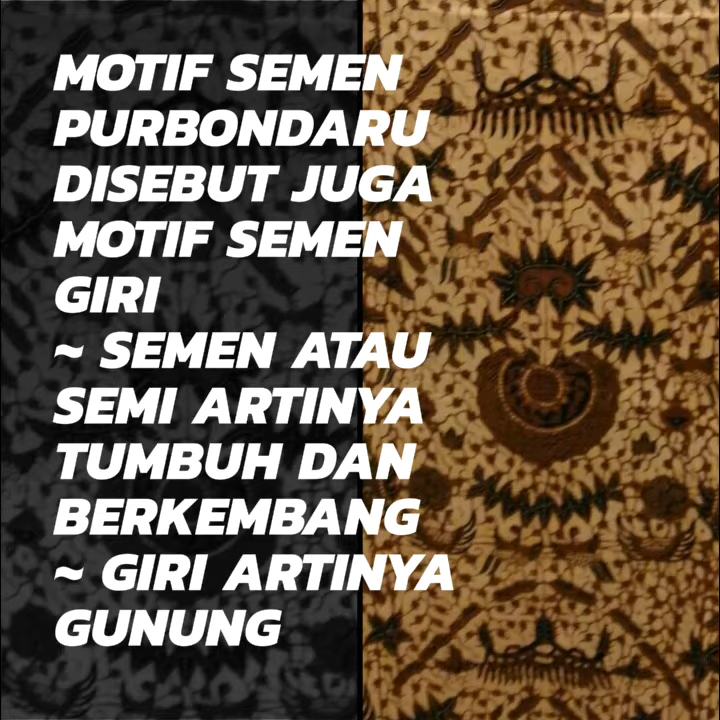 MOTIF SEMEN
PURBONDARU
DISEBUT JUGA
MOTIF SEMEN
GIRI
~ SEMEN ATAU
SEMI ARTINYA
TUMBUH DAN
BERKEMBANG
~ GIRI ARTINYA
GUNUNG